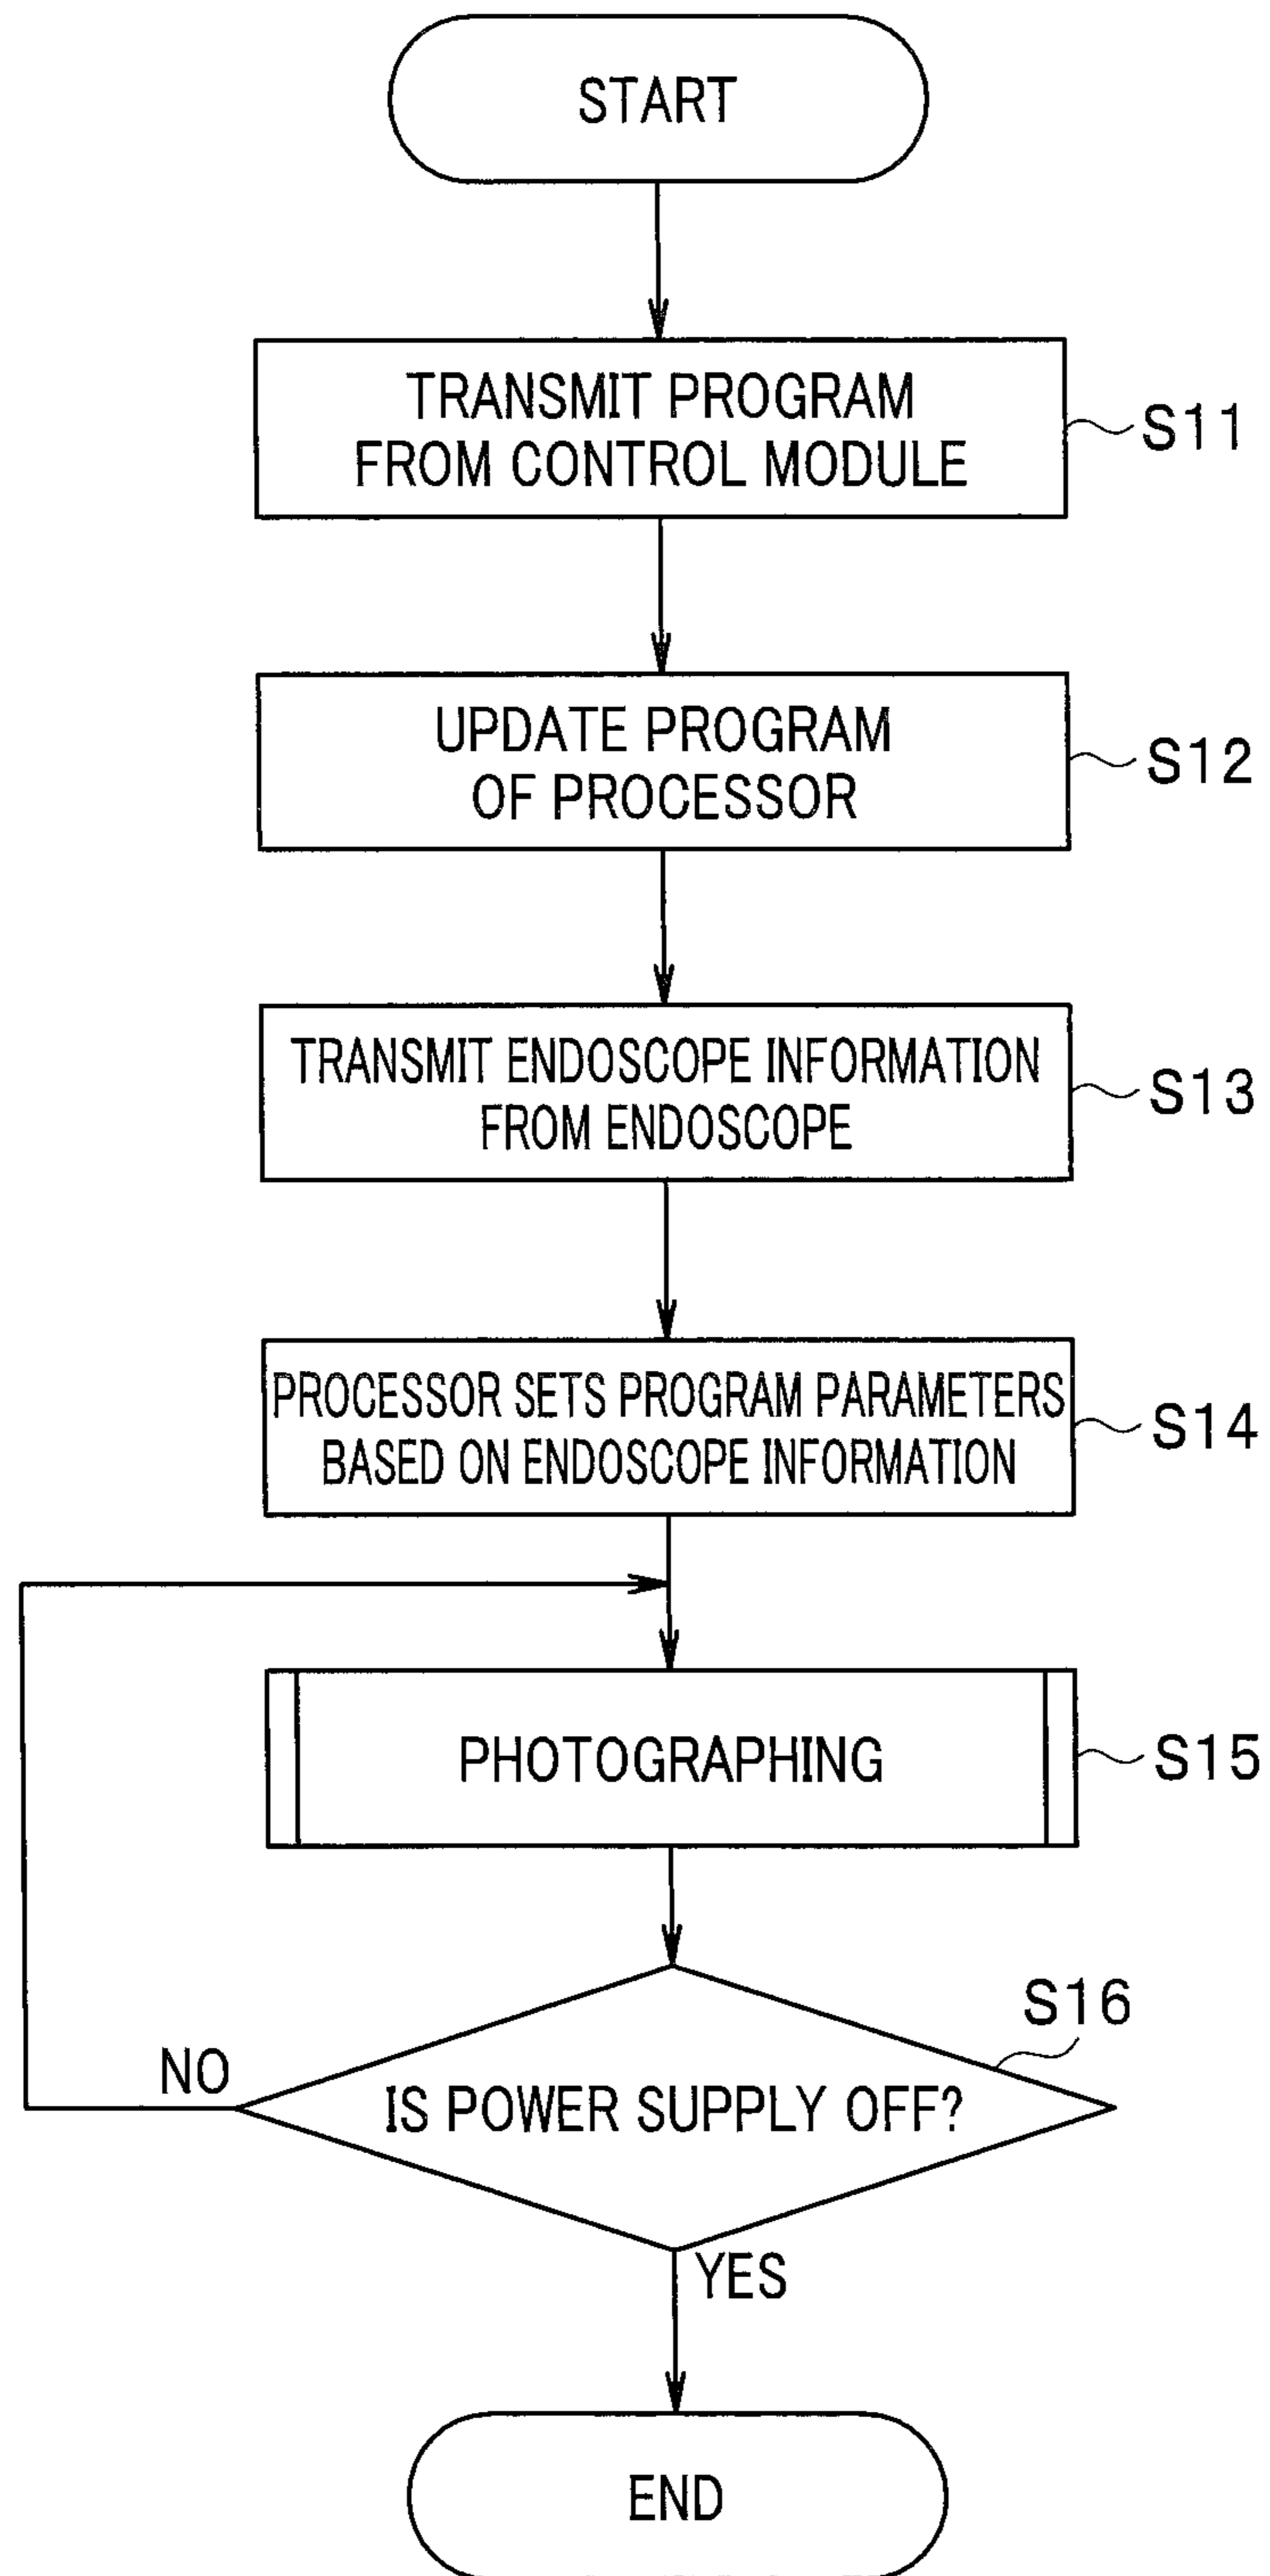 START
TRANSMIT PROGRAM
FROM CONTROL MODULE
S11
UPDATE PROGRAM
OF PROCESSOR
S12
TRANSMIT ENDOSCOPE INFORMATION
FROM ENDOSCOPE
S13
PROCESSOR SETS PROGRAM PARAMETERS
BASED ON ENDOSCOPE INFORMATION
S14
PHOTOGRAPHING
S15
S16
NO
IS POWER SUPPLY OFF?
YES
END